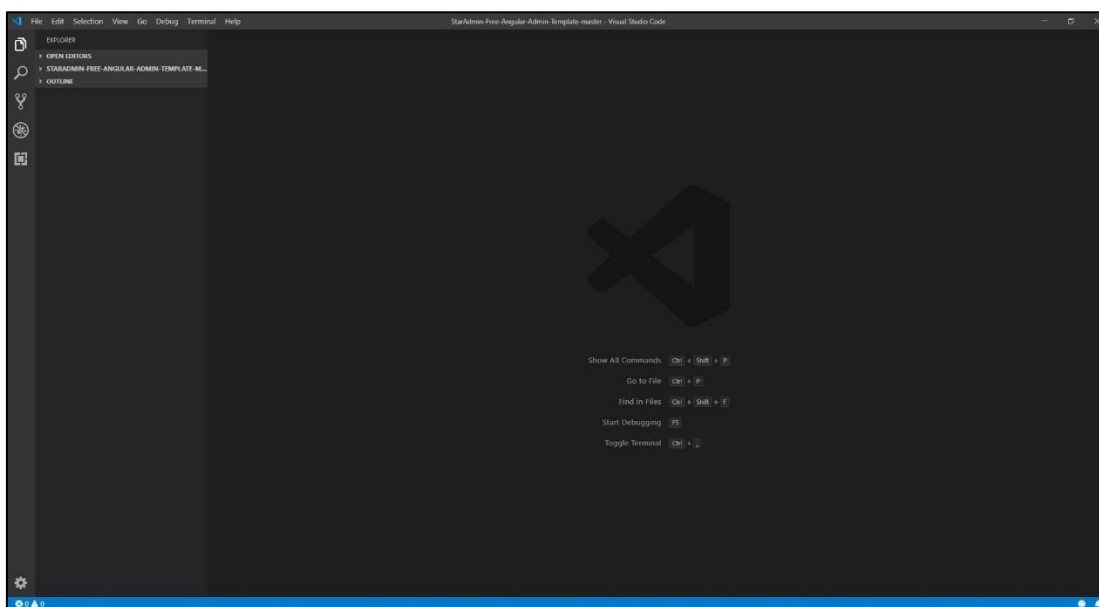 File Edit Selection View Go Debug Terminal Help StarAdmin-Free-Angular-Admin-Template-master - Visual Studio Code
EXPLORER
OPEN EDITORS
STARADMIN-FREE-ANGULAR-ADMIN-TEMPLATE-M...
OUTLINE
Show All Commands Ctrl + Shift + P
Go to File Ctrl + P
Find in Files Ctrl + Shift + F
Start Debugging F5
Toggle Terminal Ctrl +
0 0